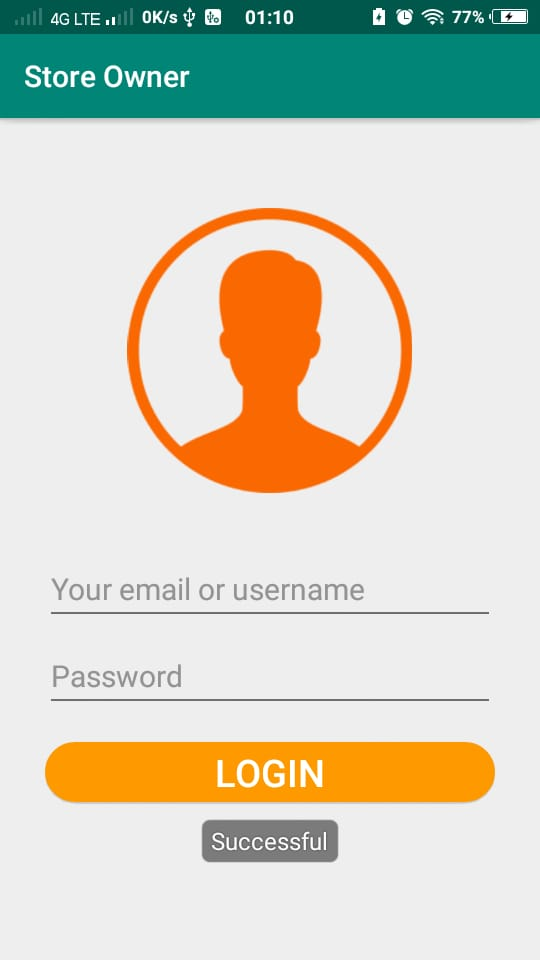 4G LTE 0K/s 01:10 77%
Store Owner
Your email or username
Password
LOGIN
Successful